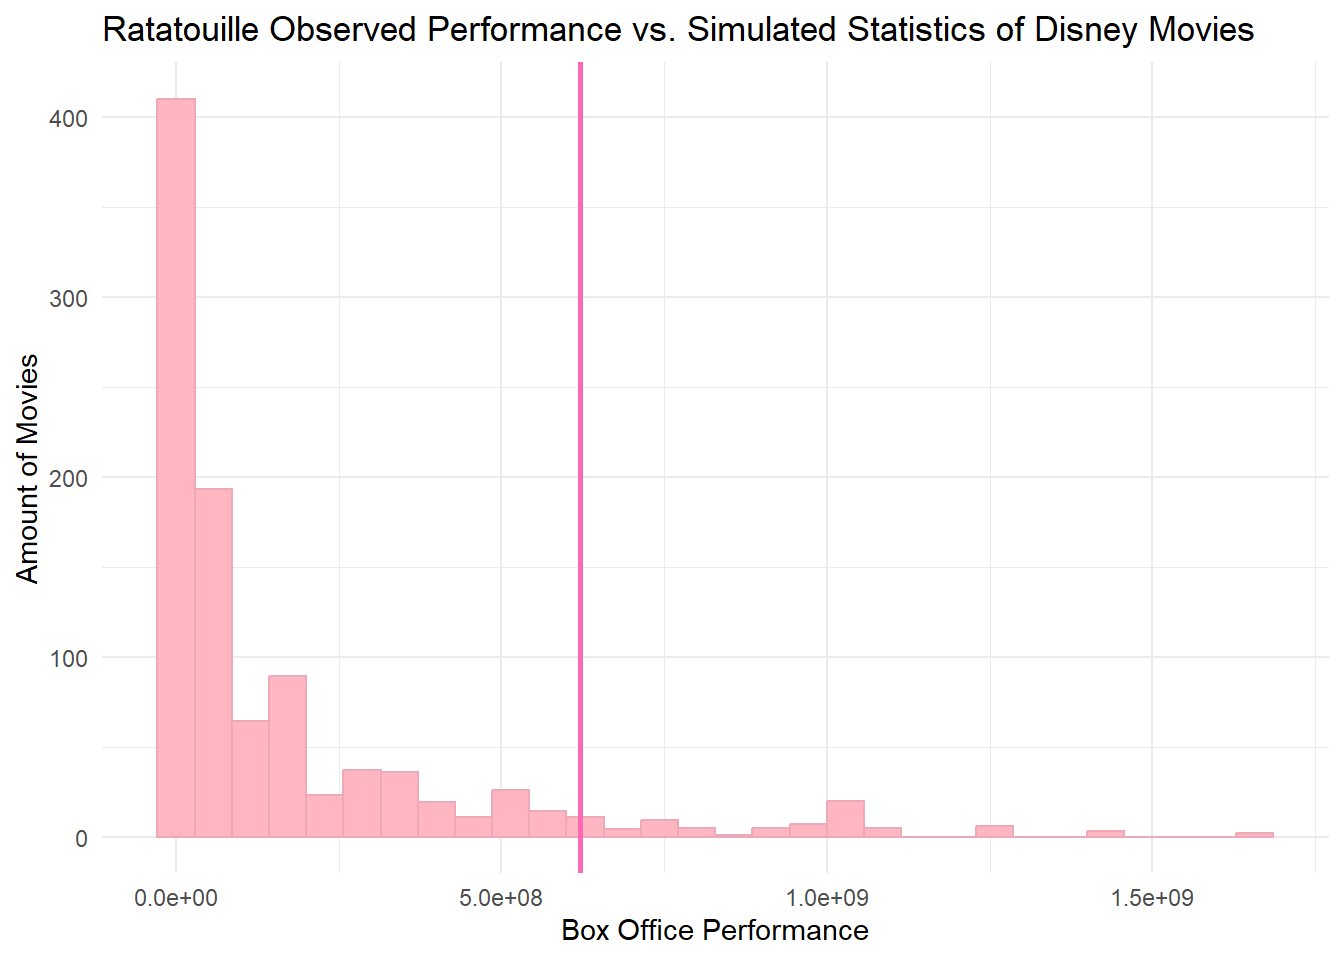 Ratatouille Observed Performance vs. Simulated Statistics of Disney Movies
Amount of Movies
400
300
200
100
0
0.0e+00 5.0e+08 1.0e+09 1.5e+09
Box Office Performance